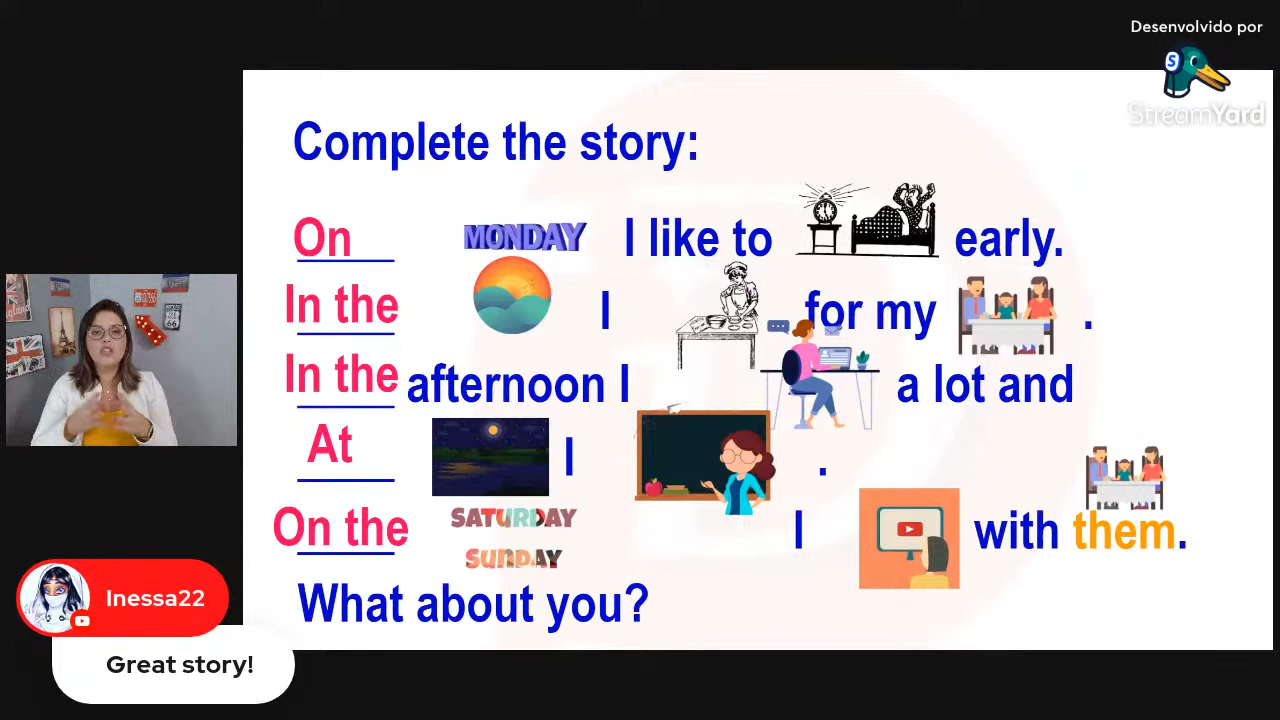 Desenvolvido por
StreamYard
Complete the story:
On MONDAY I like to early.
In the I for my .
In the afternoon I a lot and
At I .
On the SATURDAY SUNDAY I with them.
What about you?
Inessa22
Great story!